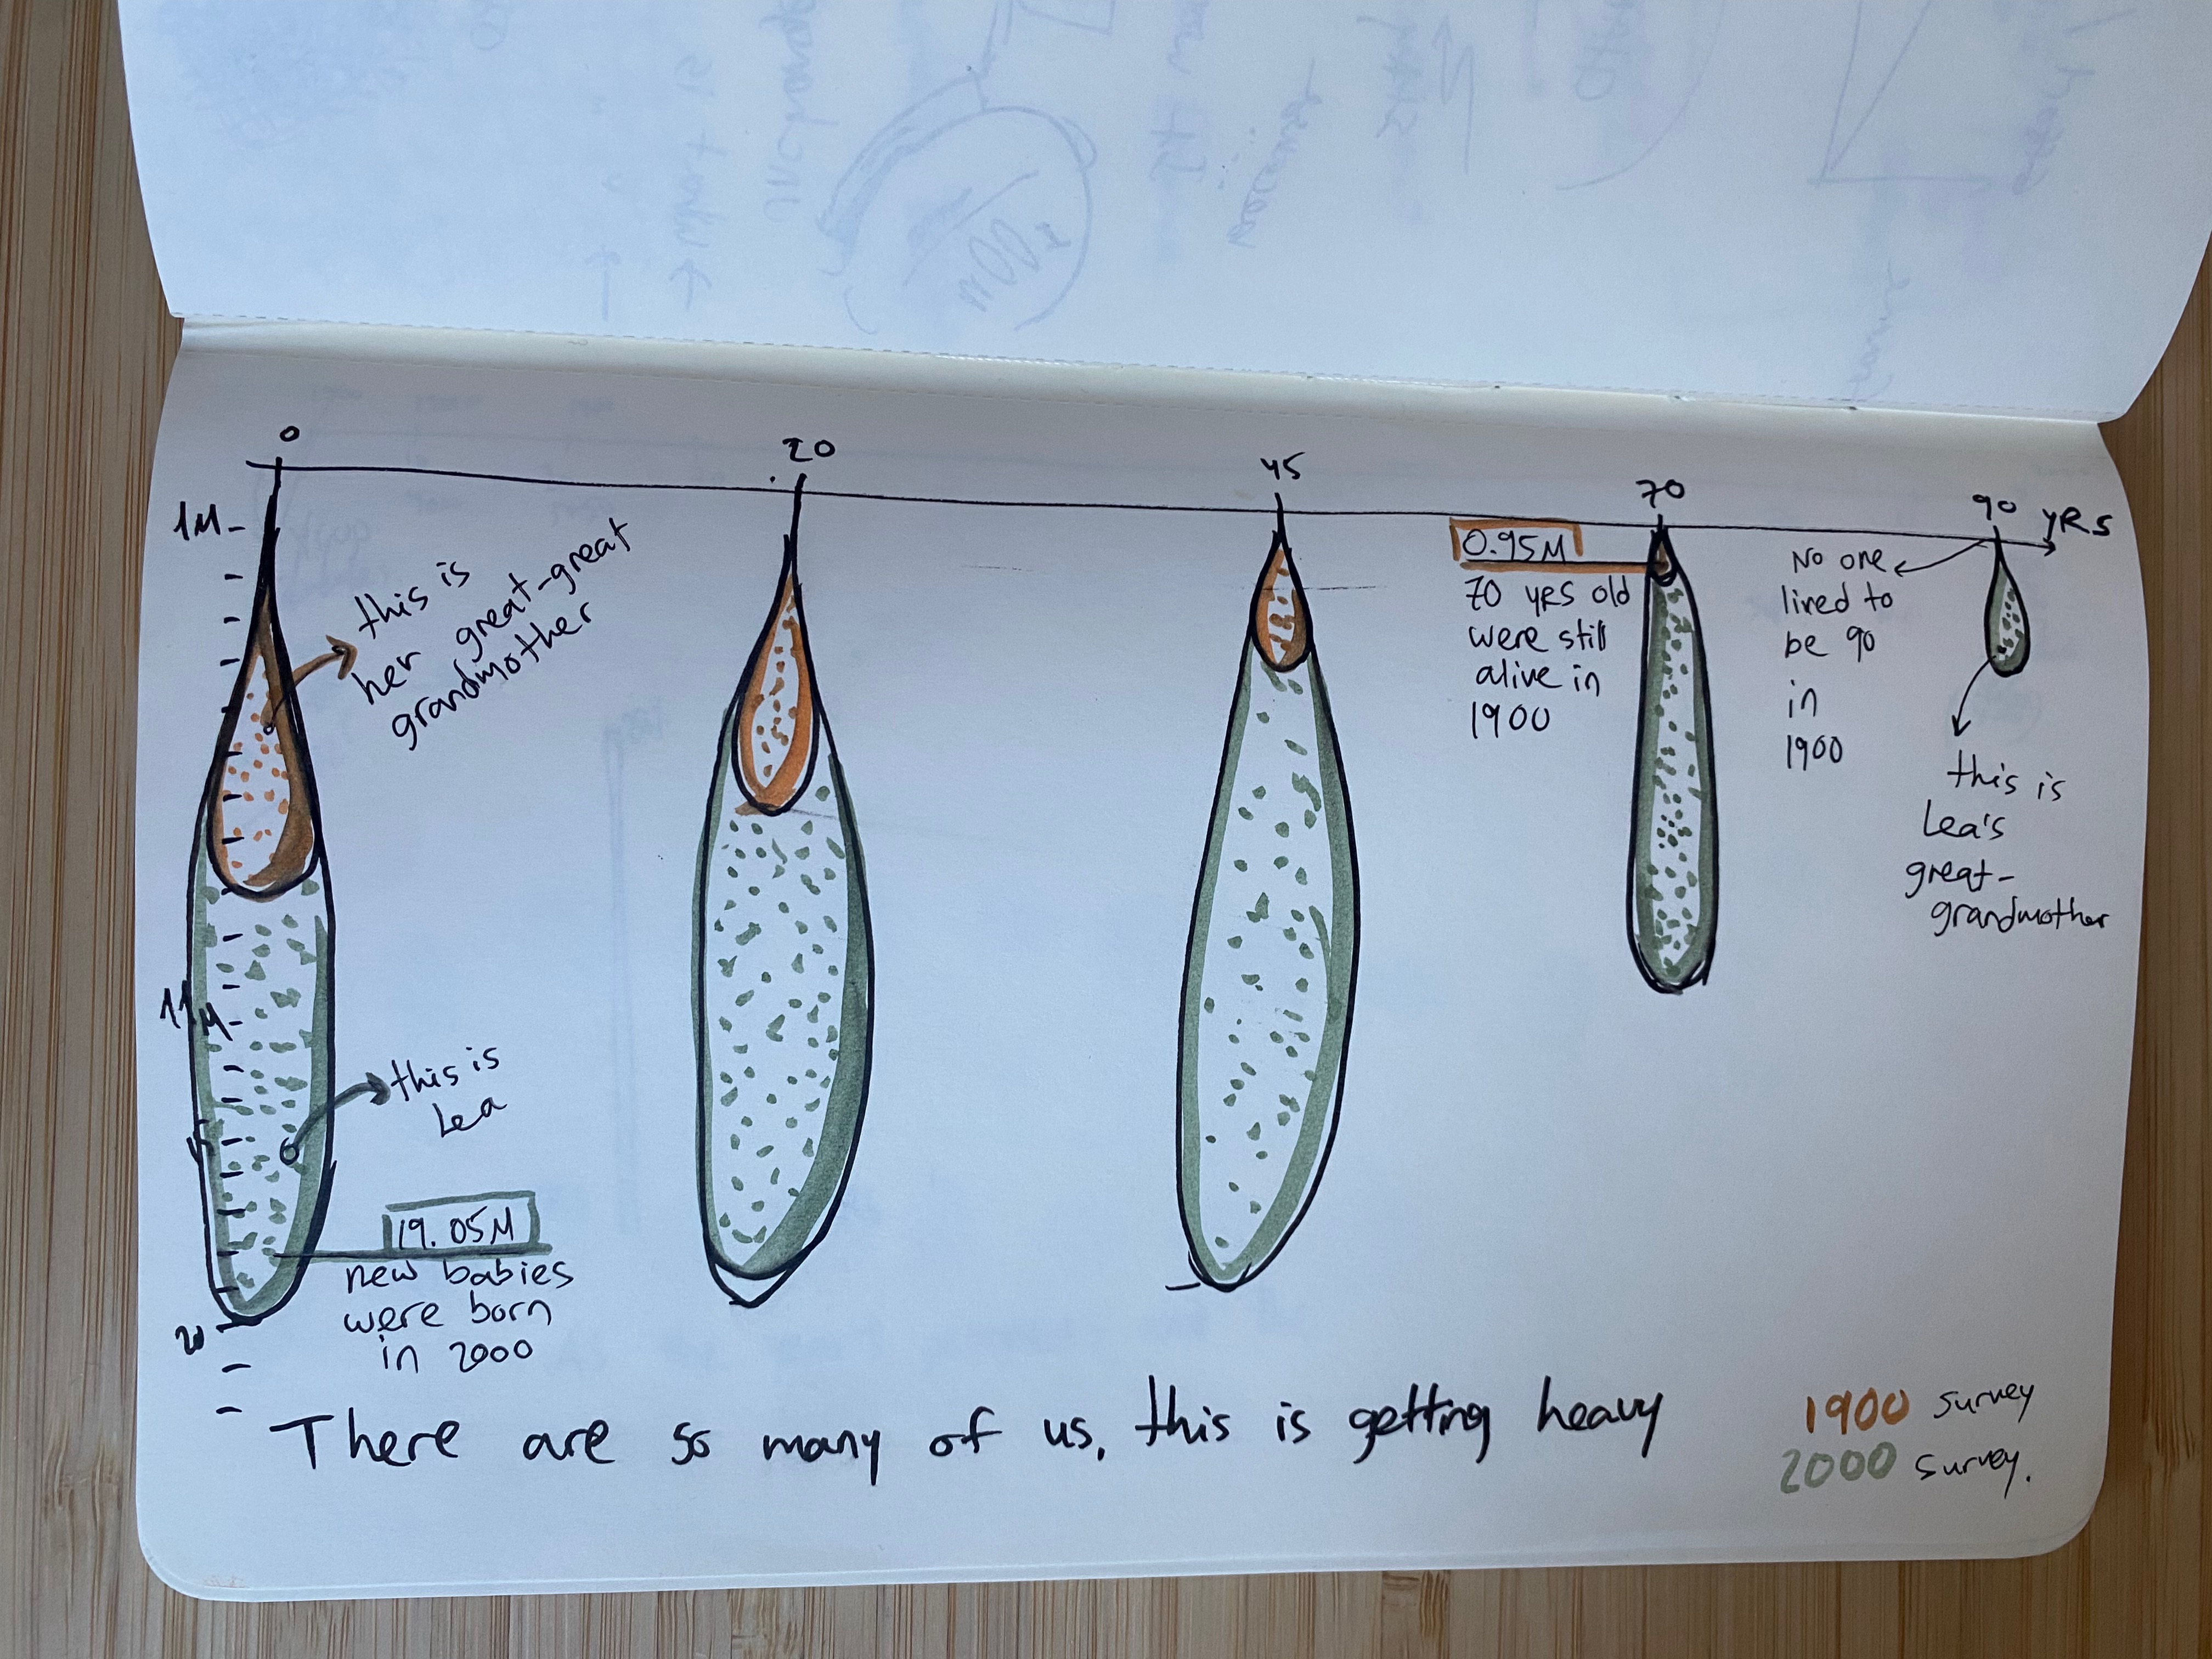 0
20
45
70
90
YRS
1M
11M
15
20
this is
her great-great
grandmother
0.95M
70 yrs old
were still
alive in
1900
No one
lived to
be 90
in
1900
this is
Lea's
great-
grandmother
this is
Lea
19.05M
new babies
were born
in 2000
There are so many of us, this is getting heavy
1900 survey
2000 survey.